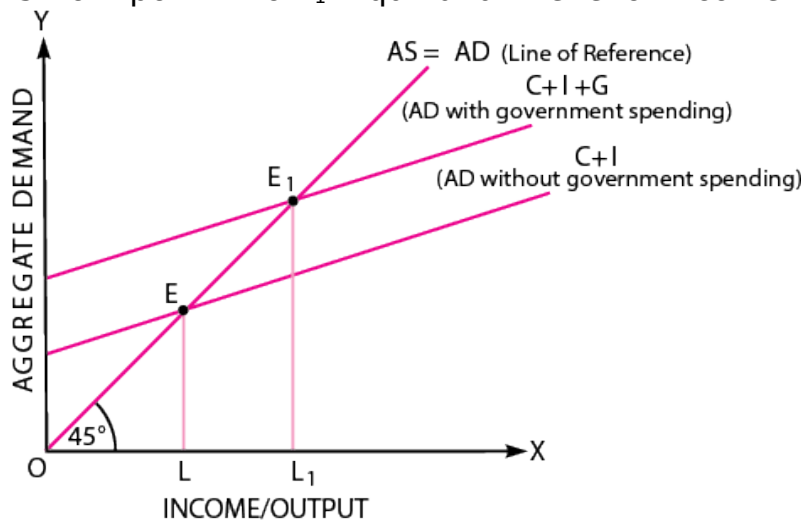 Y
AS = AD (Line of Reference)
C+I+G
(AD with government spending)
C+I
(AD without government spending)
E₁
E
AGGREGATE DEMAND
45°
O
L
L₁
X
INCOME/OUTPUT